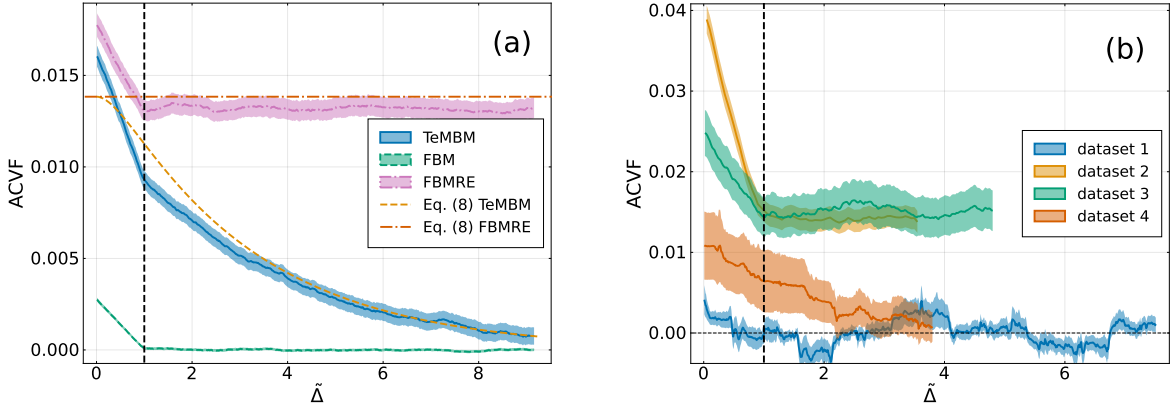 (a)
ACVF
0.015
0.010
0.005
0.000
0
2
4
6
8
Δ̃
TeMBM
FBM
FBMRE
Eq. (8) TeMBM
Eq. (8) FBMRE
(b)
ACVF
0.04
0.03
0.02
0.01
0.00
0
2
4
6
Δ̃
dataset 1
dataset 2
dataset 3
dataset 4